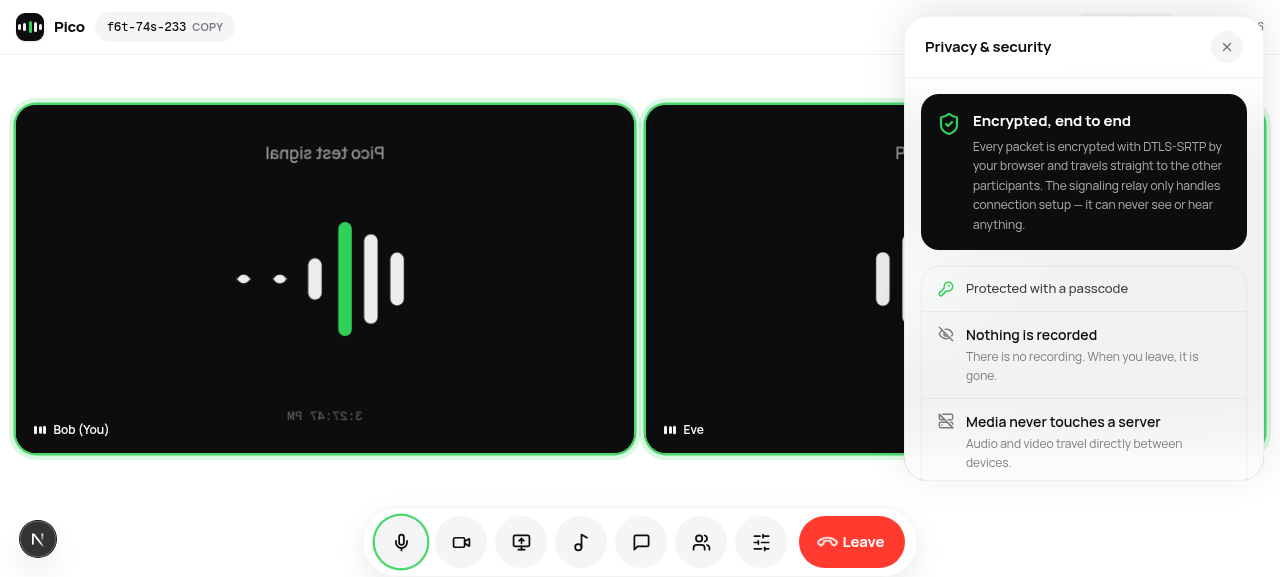 Pico
f6t-74s-233 COPY
6
Privacy & security
Encrypted, end to end
Every packet is encrypted with DTLS-SRTP by
your browser and travels straight to the other
participants. The signaling relay only handles
connection setup — it can never see or hear
anything.
Protected with a passcode
Nothing is recorded
There is no recording. When you leave, it is
gone.
Media never touches a server
Audio and video travel directly between
devices.
Pico test signal
P
3:27:47 PM
Bob (You)
Eve
N
Leave